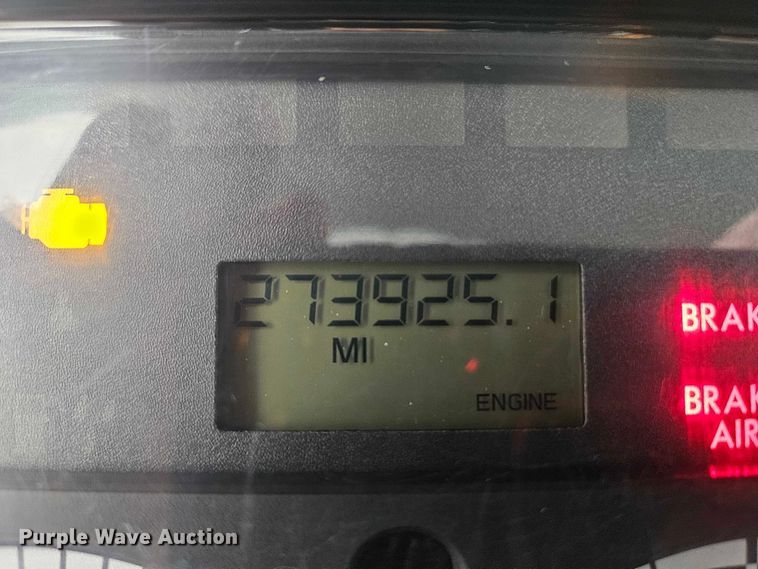 273925.1
MI
ENGINE
BRAK
BRAK
AIR
Purple Wave Auction